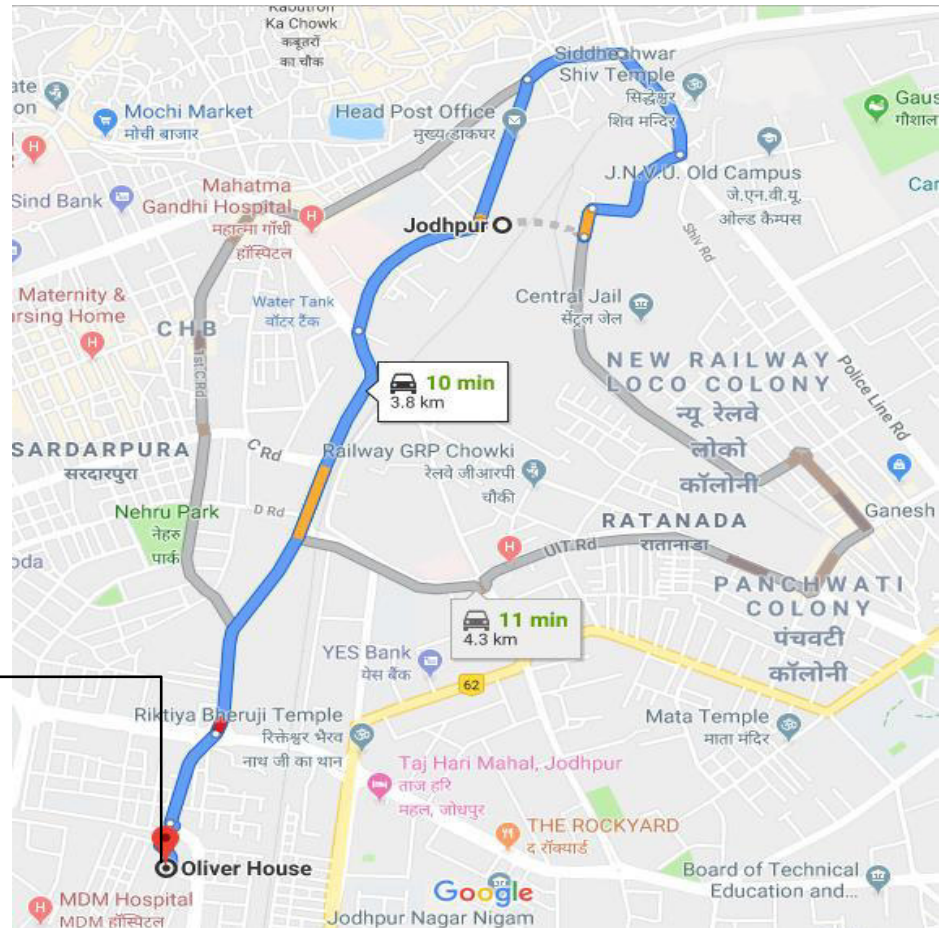 Kabutron
Ka Chowk
कबूतरों
का चौक
Siddheshwar
Shiv Temple
सिद्धेश्वर
शिव मन्दिर
Mochi Market
मोची बाजार
Head Post Office
मुख्य डाकघर
Gaus
गौशाल
J.N.V.U. Old Campus
जे.एन.वी.यू.
ओल्ड कैम्पस
Car
H
Sind Bank
Mahatma
Gandhi Hospital
महात्मा गाँधी
हॉस्पिटल
H
Jodhpur
Shiv Rd
Maternity &
H
Water Tank
वॉटर टैंक
Central Jail
सेंट्रल जेल
CHB
1st C Rd
NEW RAILWAY
LOCO COLONY
न्यू रेलवे
लोको
कॉलोनी
Police Line Rd
10 min
3.8 km
SARDARPURA
सरदारपुरा
C Rd
Railway GRP Chowki
रेलवे जीआरपी
चौकी
Ganesh
Nehru Park
नेहरु
पार्क
D Rd
RATANADA
रातानाडा
H
UIT Rd
PANCHWATI
COLONY
पंचवटी
कॉलोनी
11 min
4.3 km
YES Bank
येस बैंक
62
Riktiya Bheruji Temple
रिक्तेश्वर भैरव
नाथ जी का थान
Mata Temple
माता मंदिर
Taj Hari Mahal, Jodhpur
ताज हरि
महल, जोधपुर
THE ROCKYARD
द रॉक्यार्ड
Oliver House
Board of Technical
Education and...
H
MDM Hospital
MDM हॉस्पिटल
Google
Jodhpur Nagar Nigam